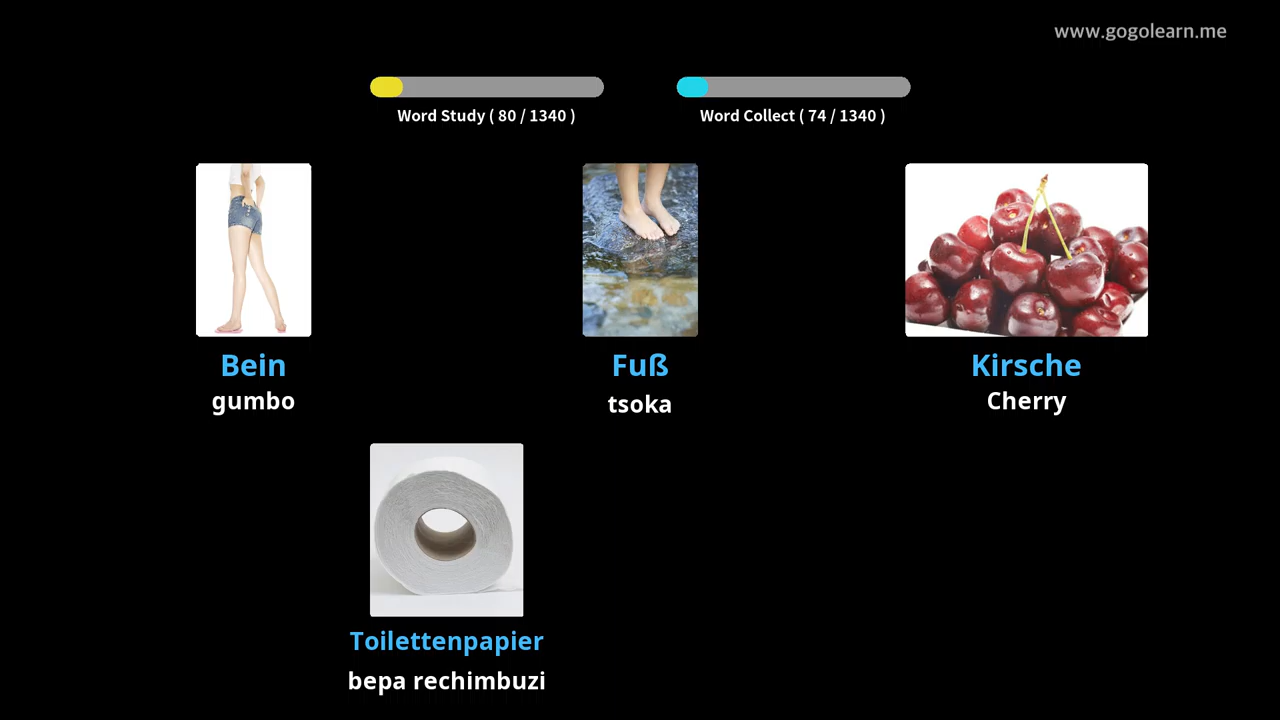 www.gogolearn.me
Word Study ( 80 / 1340 )
Word Collect ( 74 / 1340 )
Bein
gumbo
Fuß
tsoka
Kirsche
Cherry
Toilettenpapier
bepa rechimbuzi